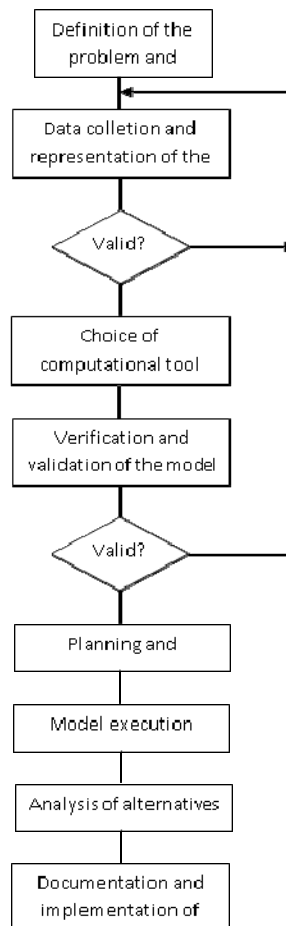 Definition of the
problem and
Data colletion and
representation of the
Valid?
Choice of
computational tool
Verification and
validation of the model
Valid?
Planning and
Model execution
Analysis of alternatives
Documentation and
implementation of